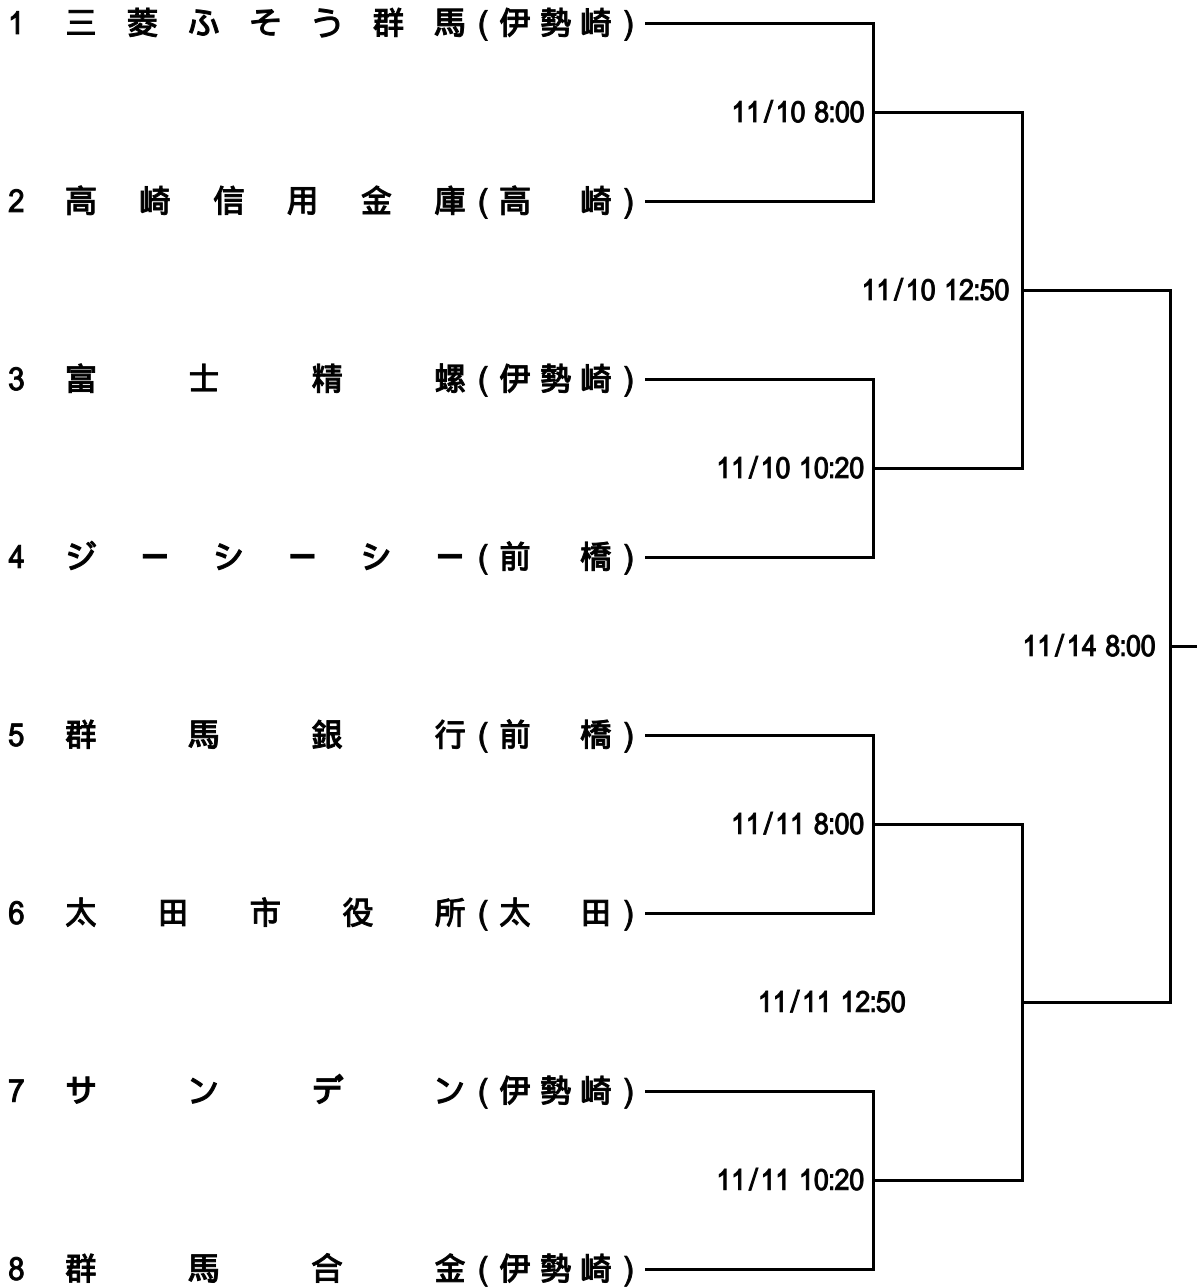 1 三菱ふそう群馬(伊勢崎)
11/10 8:00
2 高崎信用金庫(高崎)
11/10 12:50
3 富士精螺(伊勢崎)
11/10 10:20
4 ジーシーシー(前橋)
11/14 8:00
5 群馬銀行(前橋)
11/11 8:00
6 太田市役所(太田)
11/11 12:50
7 サンデン(伊勢崎)
11/11 10:20
8 群馬合金(伊勢崎)